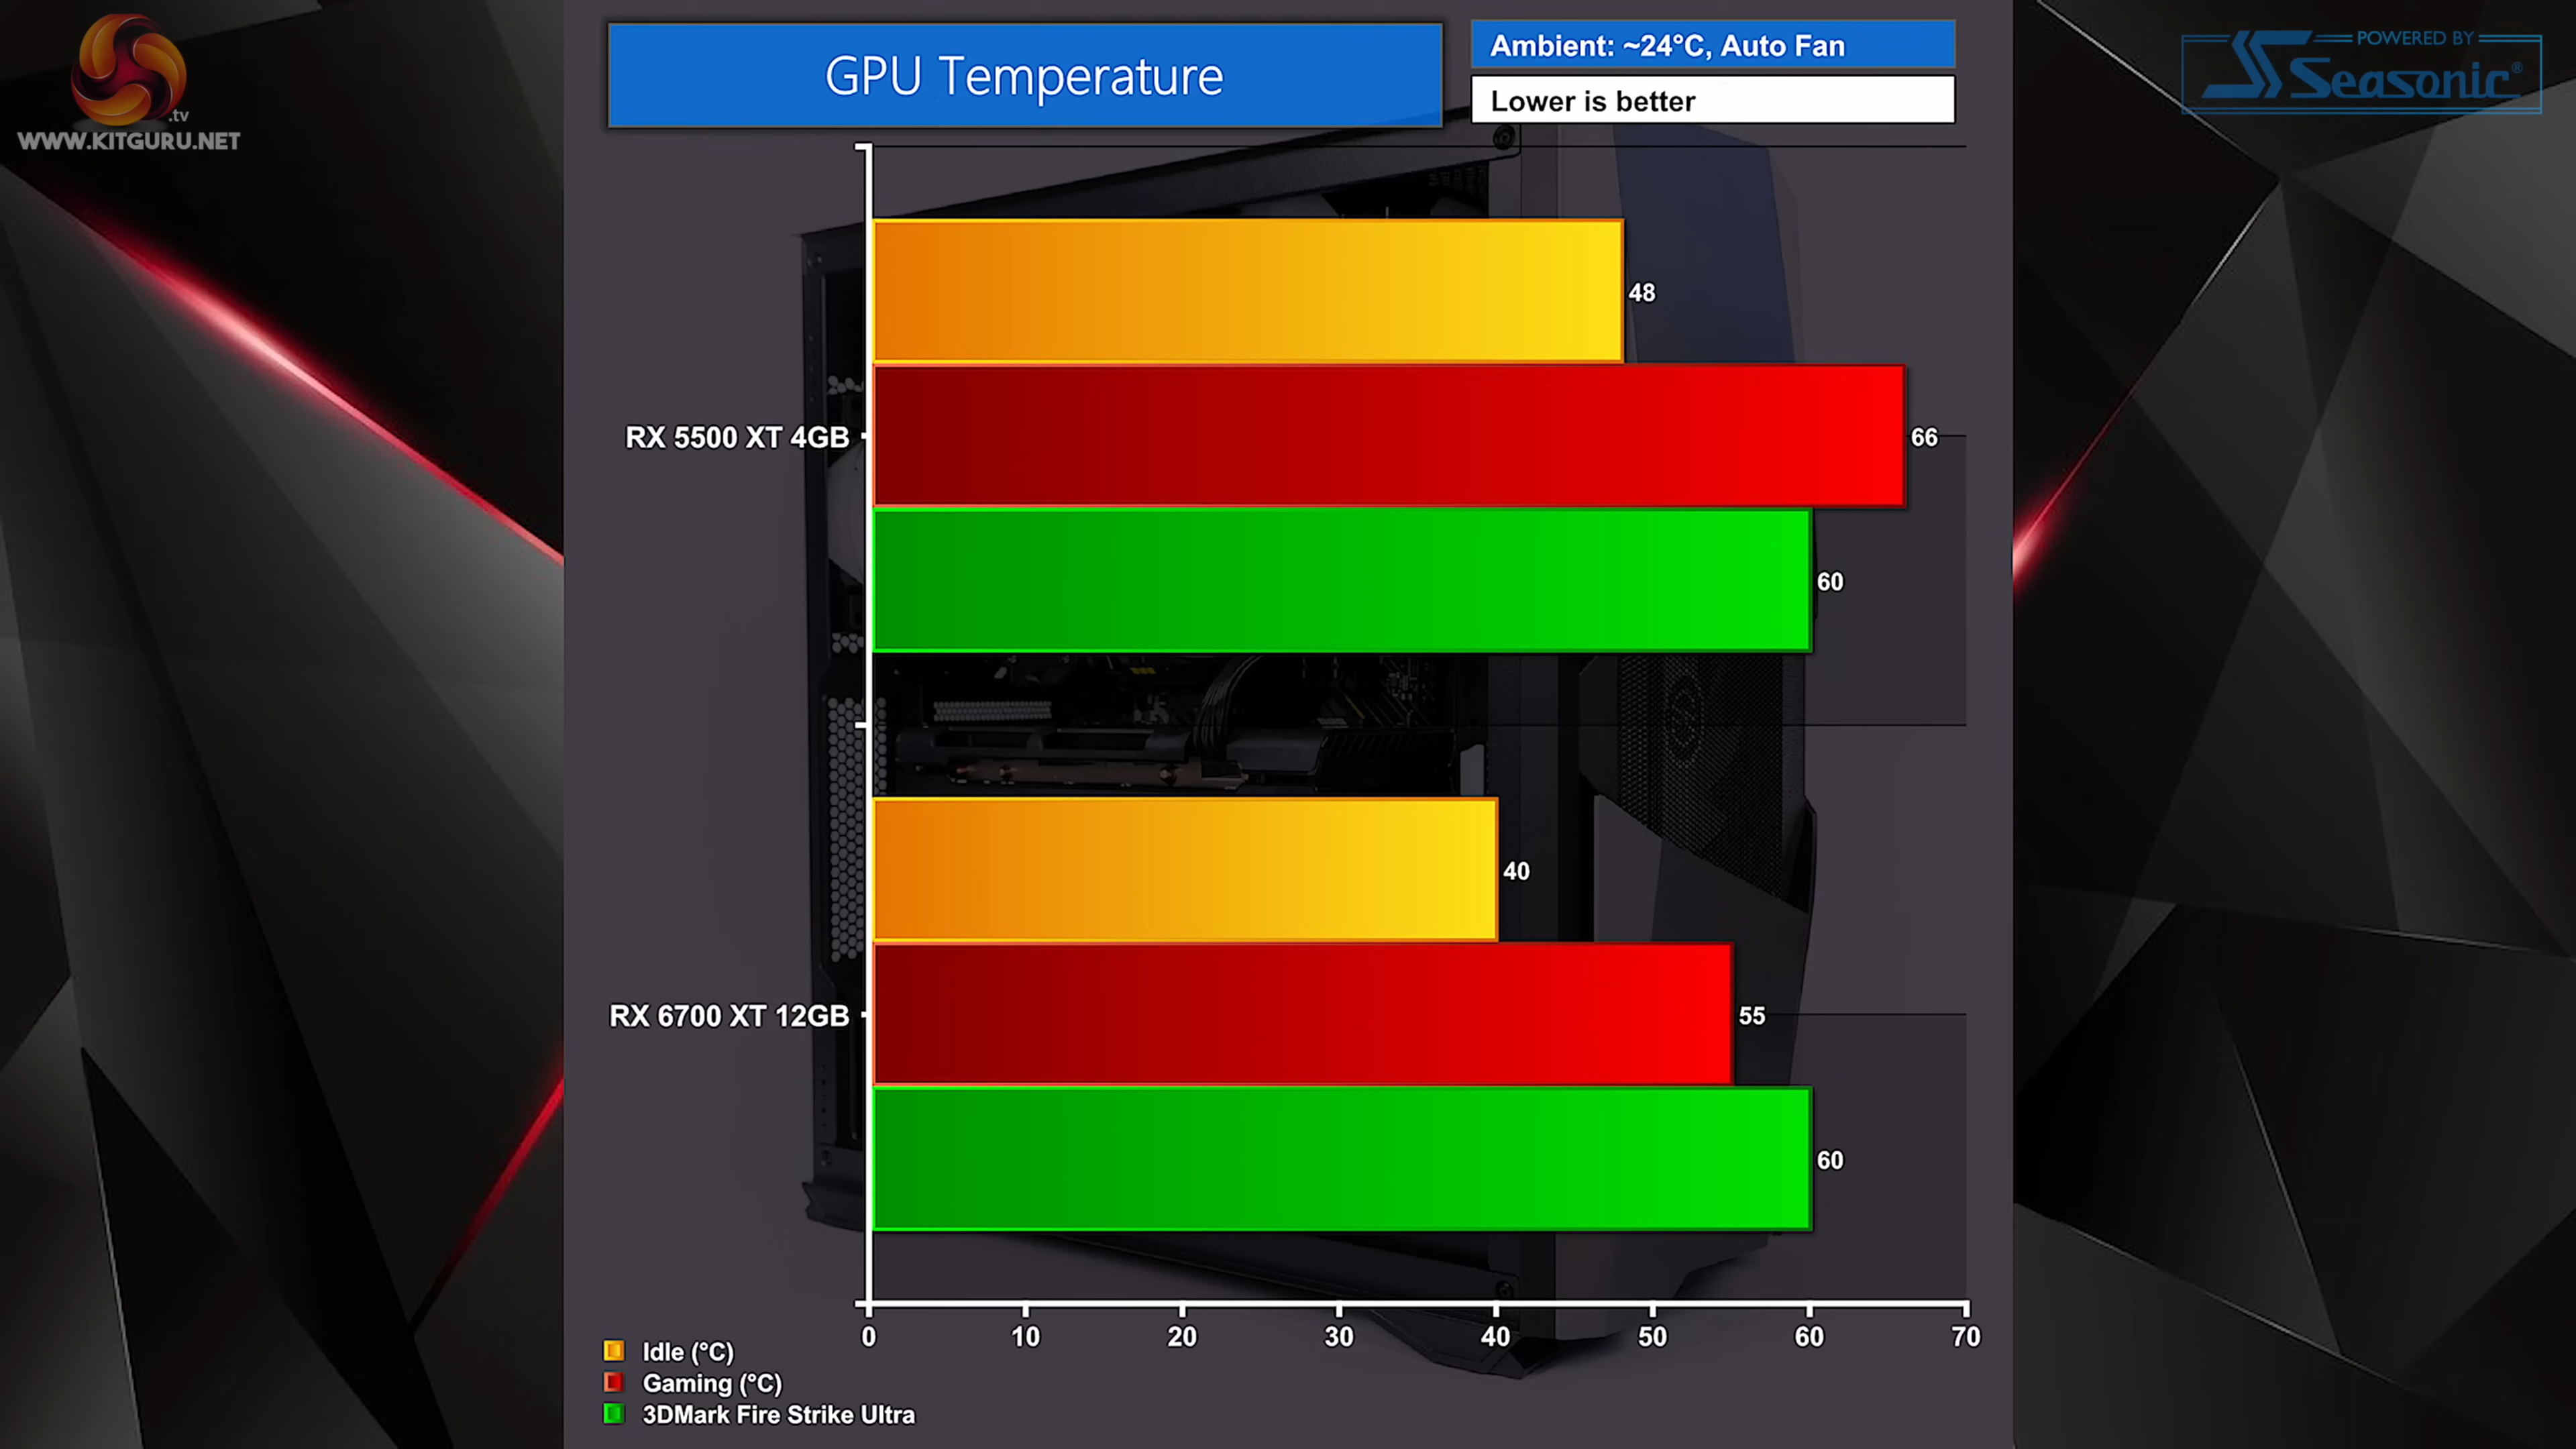 .tv
WWW.KITGURU.NET
GPU Temperature
Ambient: ~24°C, Auto Fan
Lower is better
POWERED BY
Seasonic®
48
RX 5500 XT 4GB
66
60
40
RX 6700 XT 12GB
55
60
0 10 20 30 40 50 60 70
Idle (°C)
Gaming (°C)
3DMark Fire Strike Ultra